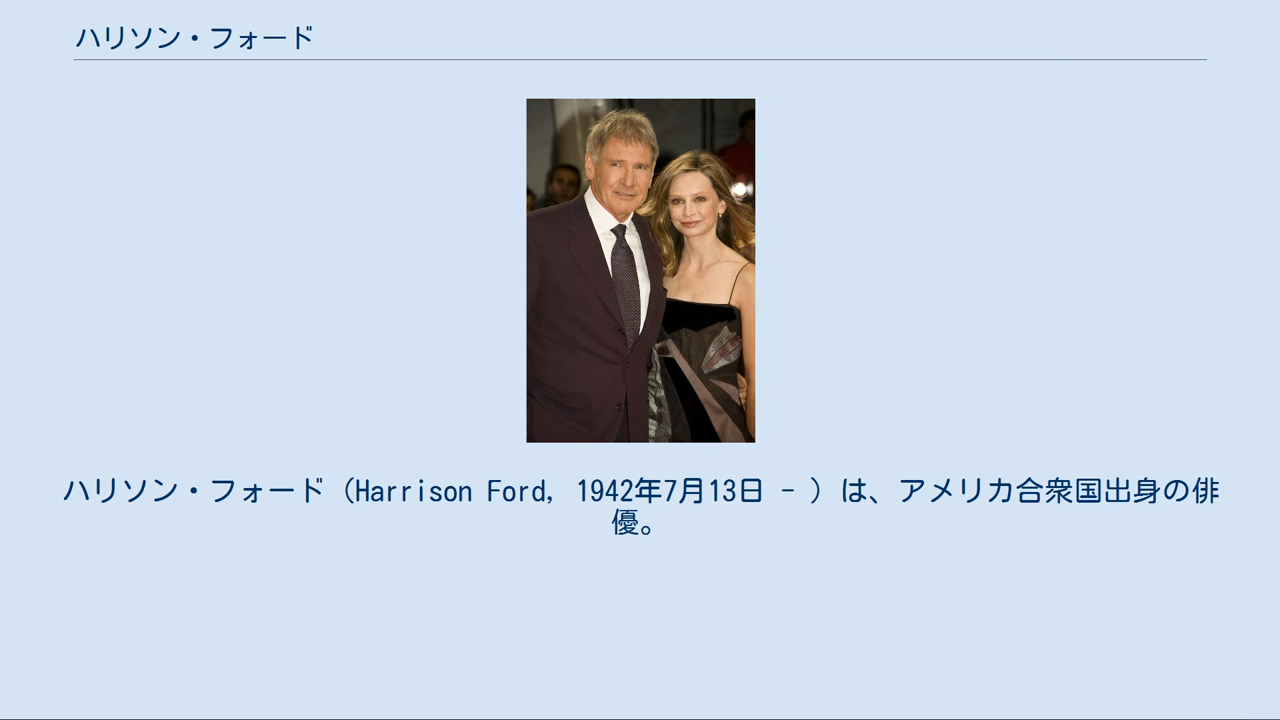 ハリソン・フォード
ハリソン・フォード（Harrison Ford, 1942年7月13日 - ）は、アメリカ合衆国出身の俳
優。